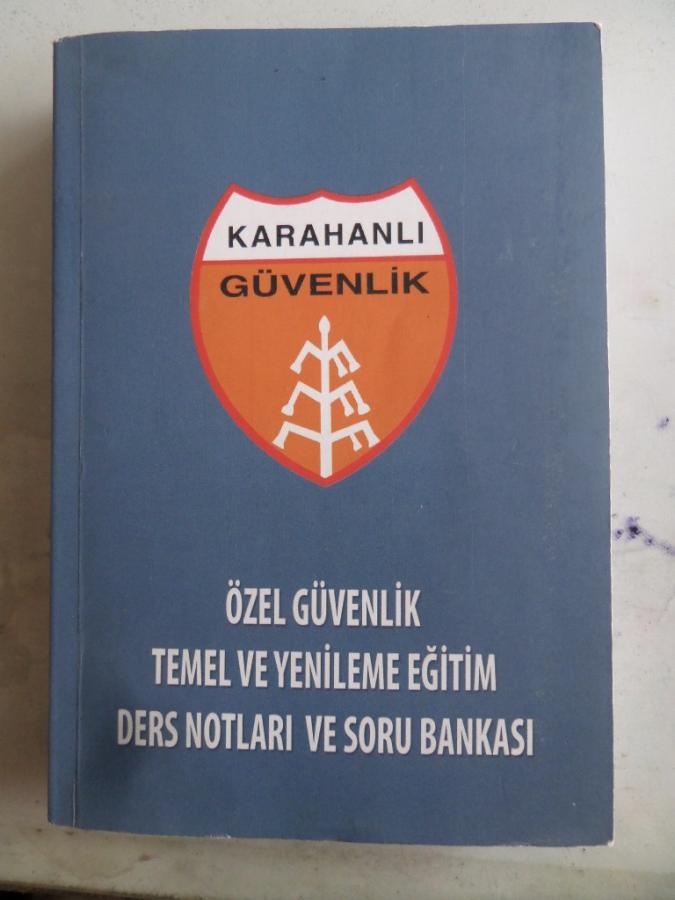 KARAHANLI
GÜVENLİK
ÖZEL GÜVENLİK
TEMEL VE YENİLEME EĞİTİM
DERS NOTLARI VE SORU BANKASI